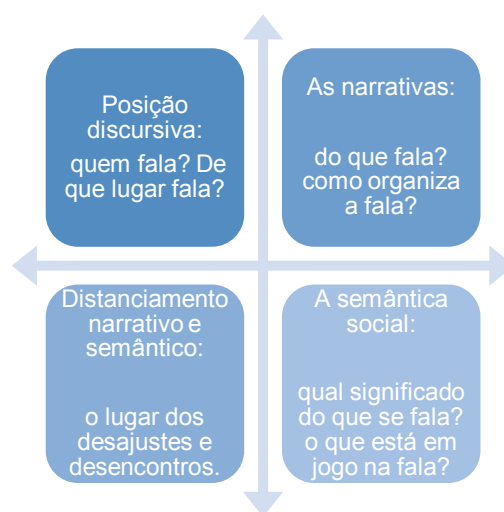 Posição
discursiva:
quem fala? De
que lugar fala?
As narrativas:
do que fala?
como organiza
a fala?
Distanciamento
narrativo e
semântico:
o lugar dos
desajustes e
desencontros.
A semântica
social:
qual significado
do que se fala?
o que está em
jogo na fala?